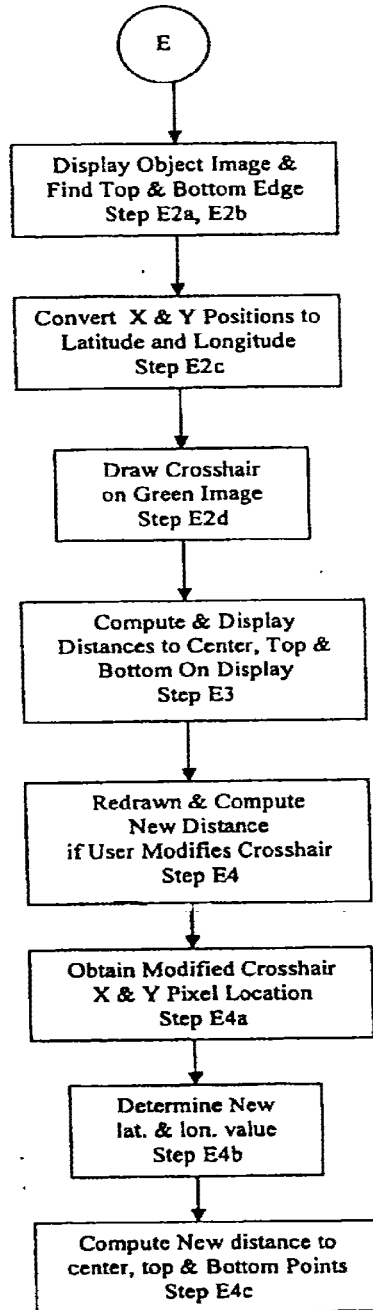 E
Display Object Image &
Find Top & Bottom Edge
Step E2a, E2b
Convert X & Y Positions to
Latitude and Longitude
Step E2c
Draw Crosshair
on Green Image
Step E2d
Compute & Display
Distances to Center, Top &
Bottom On Display
Step E3
Redrawn & Compute
New Distance
if User Modifies Crosshair
Step E4
Obtain Modified Crosshair
X & Y Pixel Location
Step E4a
Determine New
lat. & lon. value
Step E4b
Compute New distance to
center, top & Bottom Points
Step E4c